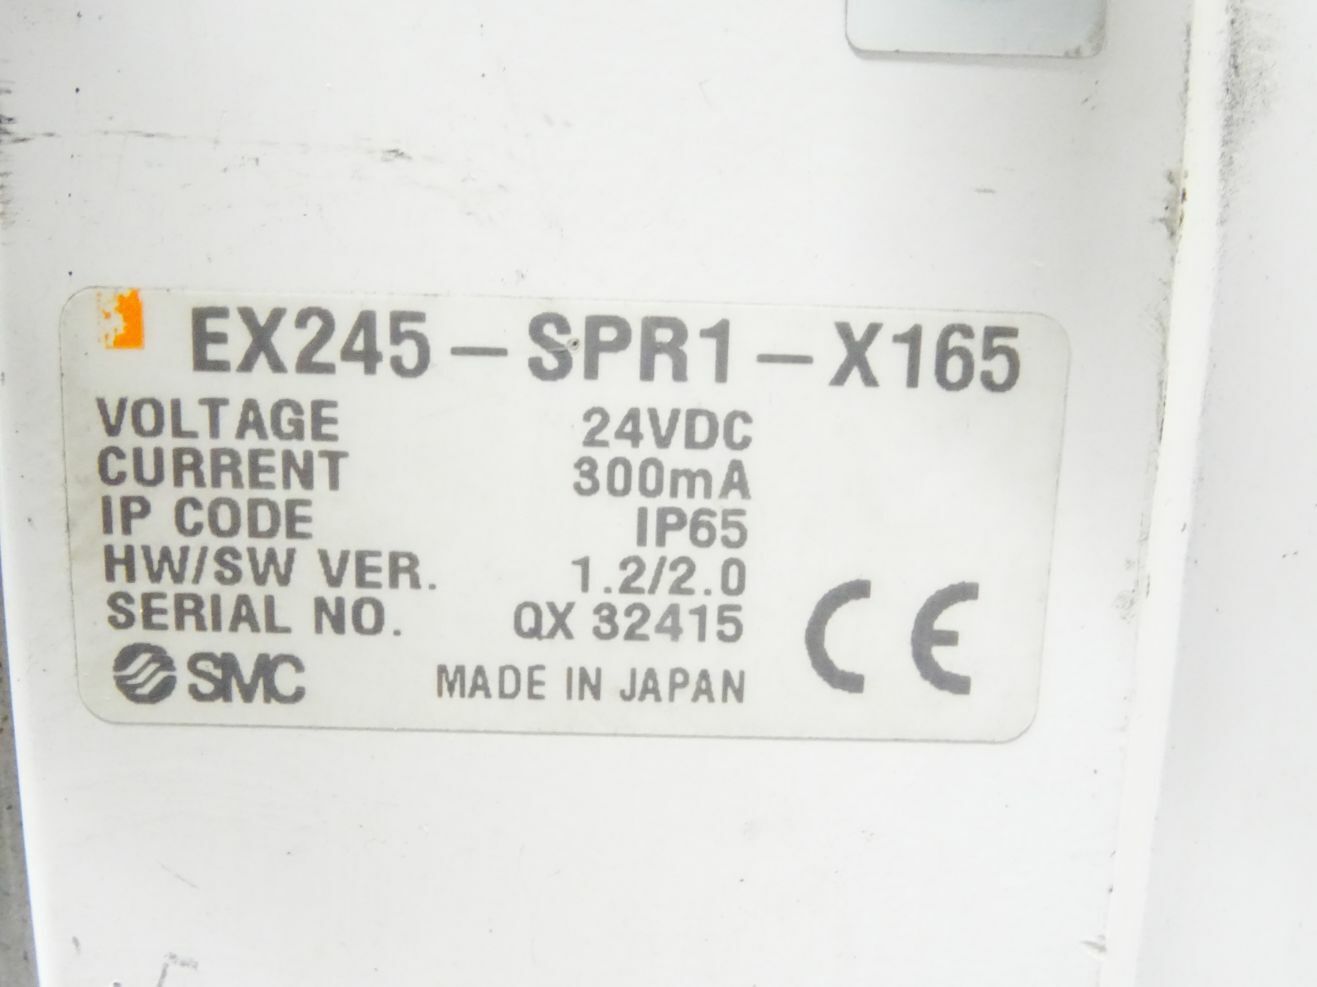 EX245-SPR1-X165
VOLTAGE 24VDC
CURRENT 300mA
IP CODE IP65
HW/SW VER. 1.2/2.0
SERIAL NO. QX 32415
SMC MADE IN JAPAN CE